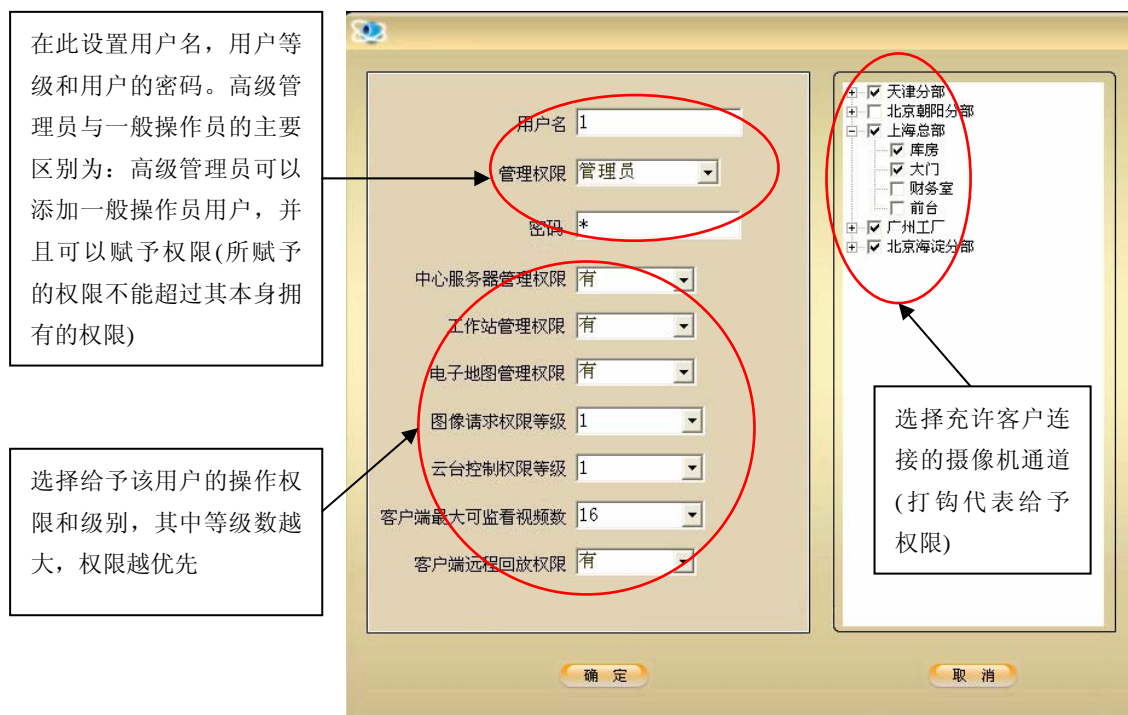 在此设置用户名，用户等
级和用户的密码。高级管
理员与一般操作员的主要
区别为：高级管理员可以
添加一般操作员用户，并
且可以赋予权限(所赋予
的权限不能超过其本身拥
有的权限)
选择给予该用户的操作权
限和级别，其中等级数越
大，权限越优先
用户名 1
管理权限 管理员
密码 *
中心服务器管理权限 有
工作站管理权限 有
电子地图管理权限 有
图像请求权限等级 1
云台控制权限等级 1
客户端最大可监看视频数 16
客户端远程回放权限 有
天津分部
北京朝阳分部
上海总部
库房
大门
财务室
前台
广州工厂
北京海淀分部
选择充许客户连
接的摄像机通道
(打钩代表给予
权限)
确 定
取 消